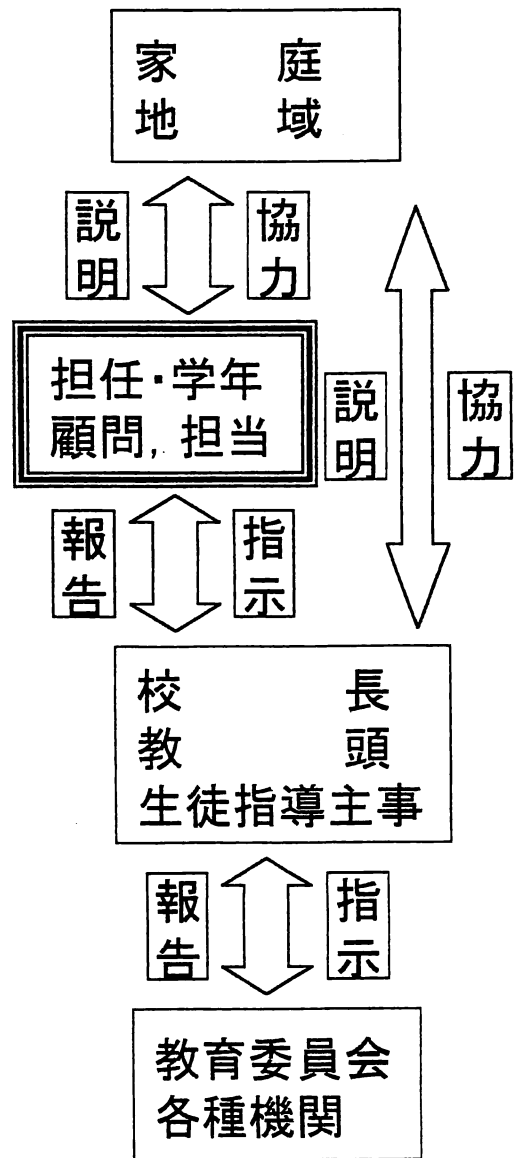 家　庭
地　域
説明
協力
担任・学年
顧問，担当
説明
協力
報告
指示
校　長
教　頭
生徒指導主事
報告
指示
教育委員会
各種機関